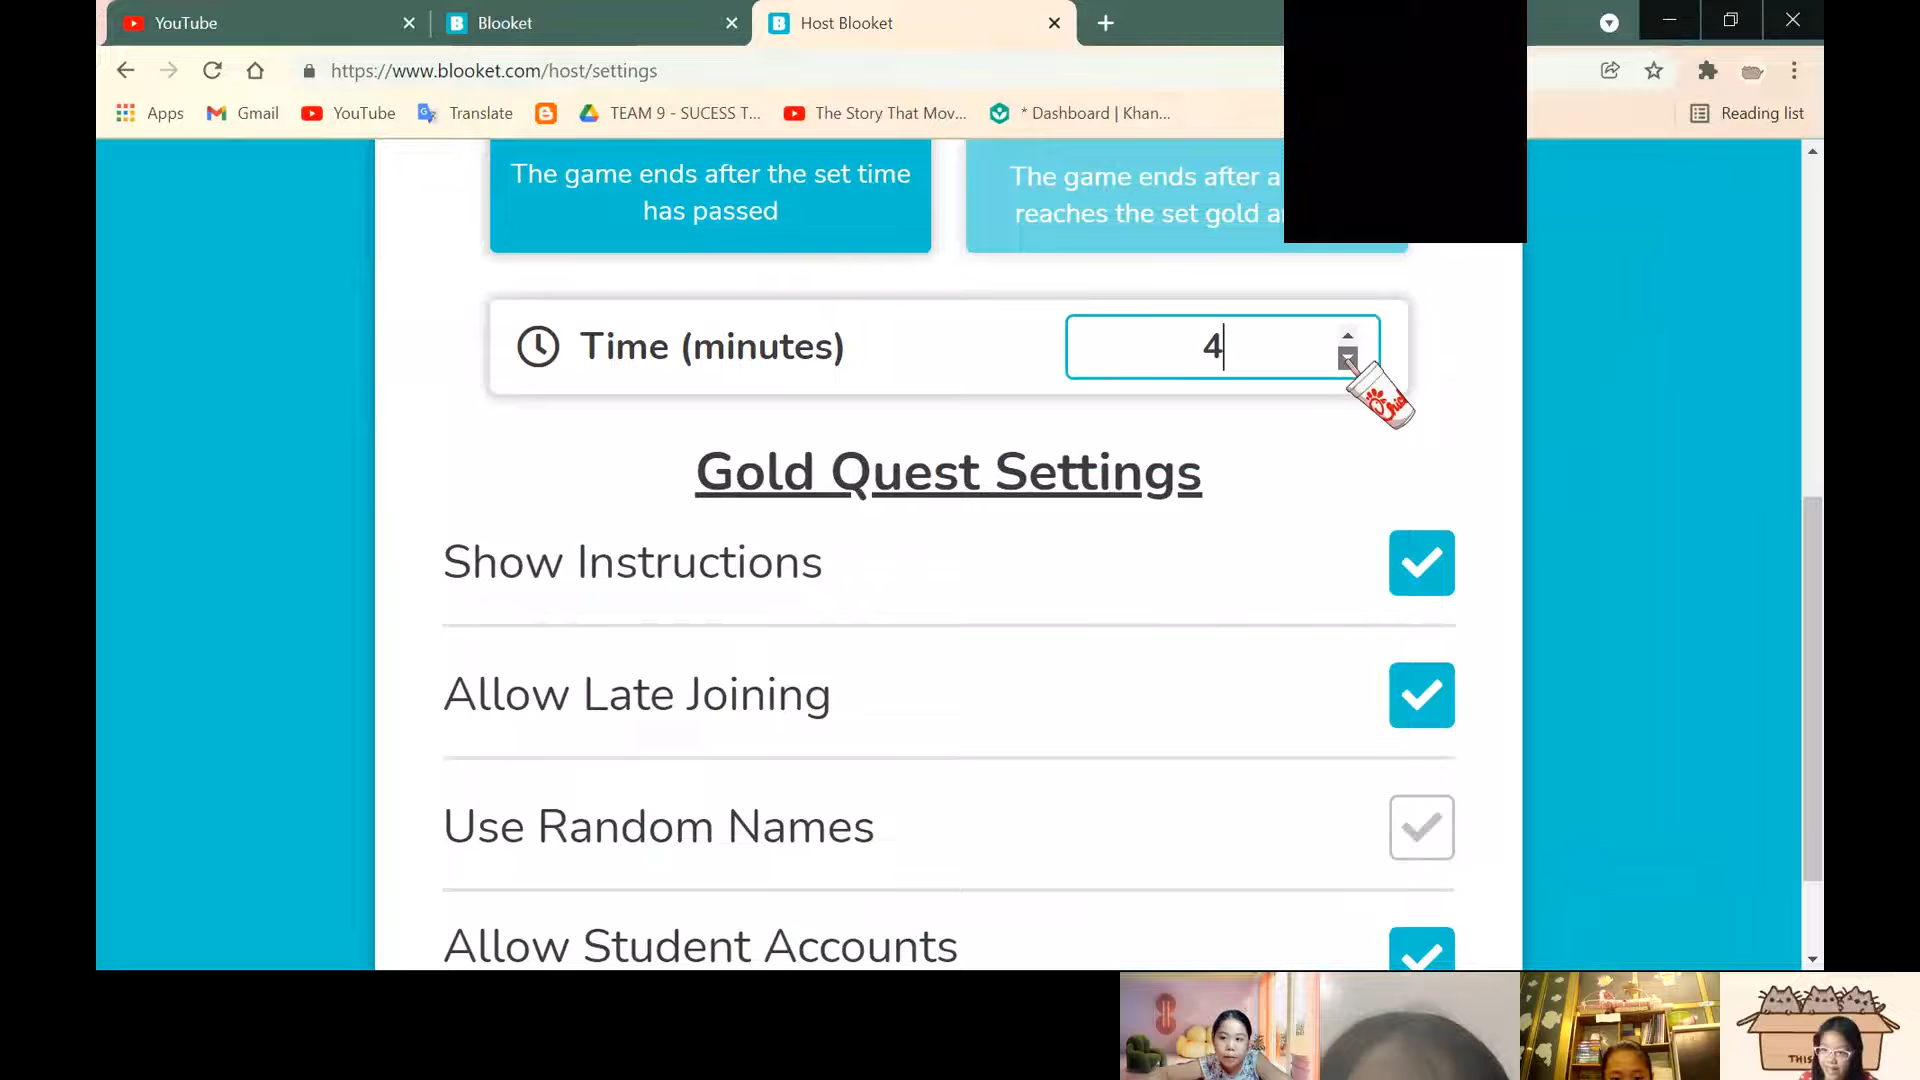 YouTube
Blooket
Host Blooket
https://www.blooket.com/host/settings
Apps
Gmail
YouTube
Translate
TEAM 9 - SUCESS T...
The Story That Mov...
* Dashboard | Khan...
Reading list
The game ends after the set time
has passed
The game ends after a
reaches the set gold
Time (minutes)
4
Gold Quest Settings
Show Instructions
Allow Late Joining
Use Random Names
Allow Student Accounts
THIS